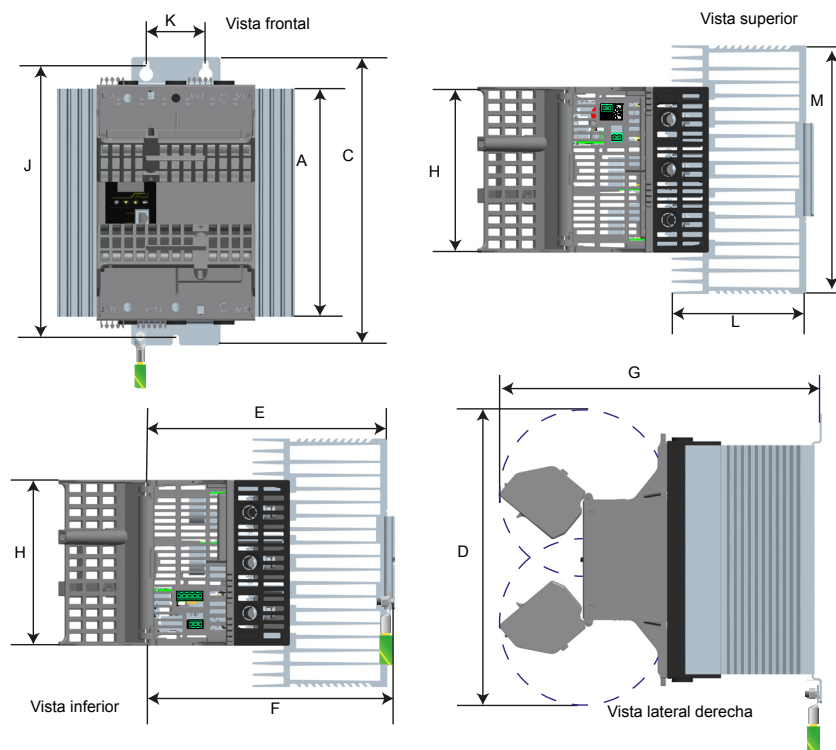 K
Vista frontal
J
A
C
Vista superior
H
M
L
E
H
F
Vista inferior
G
D
Vista lateral derecha